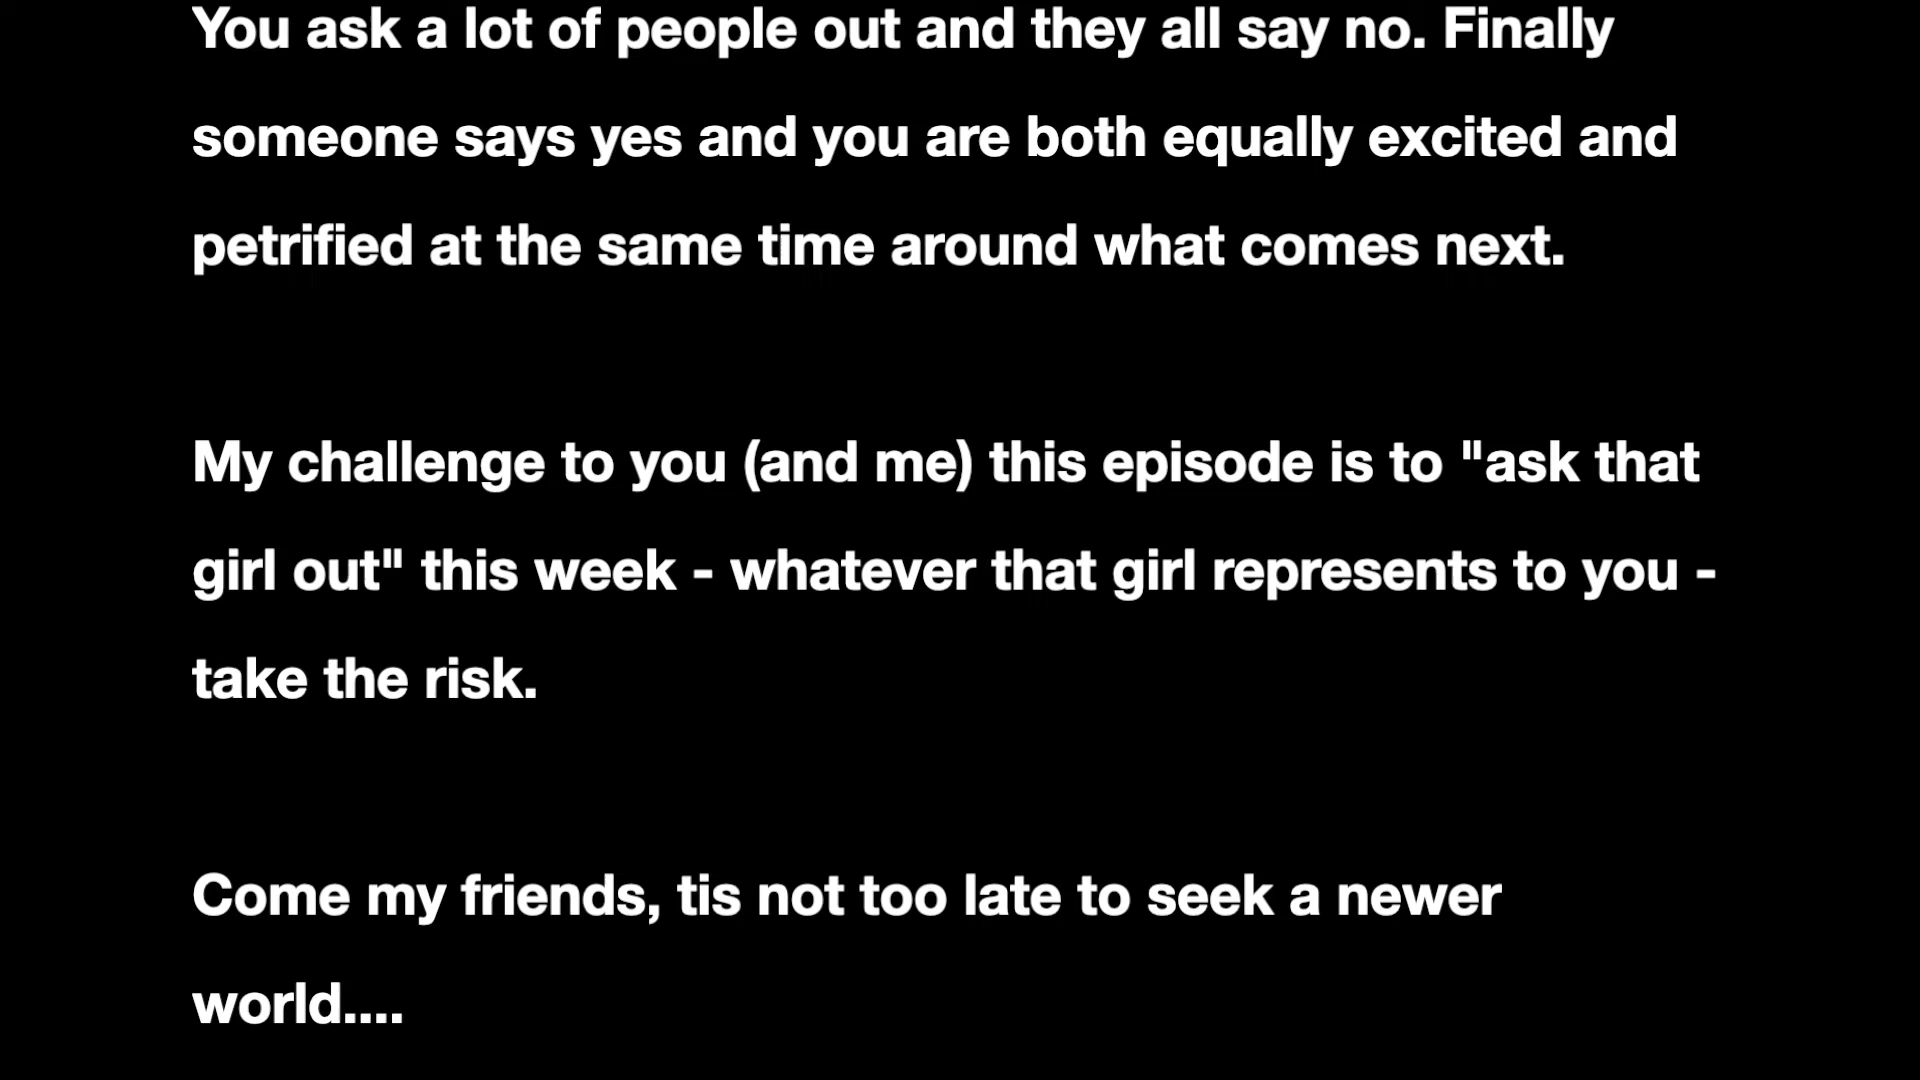 You ask a lot of people out and they all say no. Finally
someone says yes and you are both equally excited and
petrified at the same time around what comes next.
My challenge to you (and me) this episode is to "ask that
girl out" this week - whatever that girl represents to you -
take the risk.
Come my friends, tis not too late to seek a newer
world....